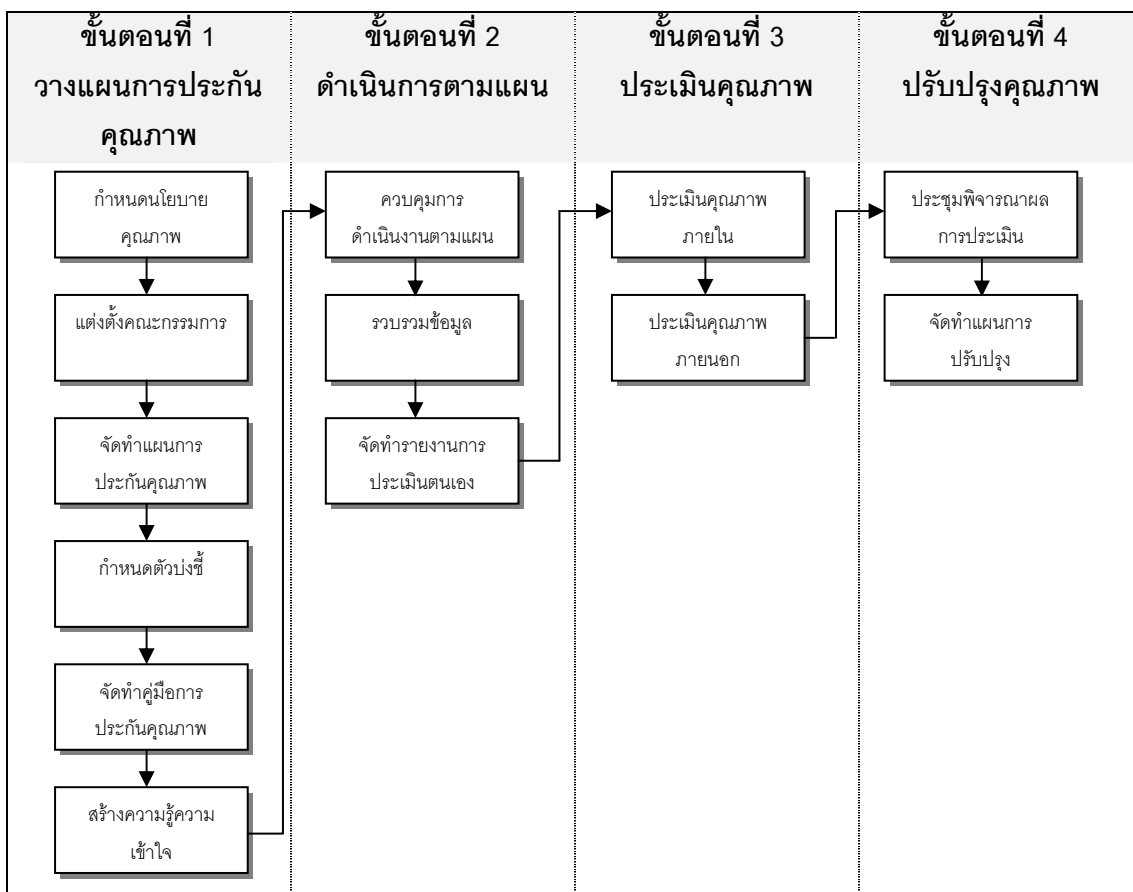 ขั้นตอนที่ 1
วางแผนการประกัน
คุณภาพ
กำหนดนโยบาย
คุณภาพ
แต่งตั้งคณะกรรมการ
จัดทำแผนการ
ประกันคุณภาพ
กำหนดตัวบ่งชี้
จัดทำคู่มือการ
ประกันคุณภาพ
สร้างความรู้ความ
เข้าใจ
ขั้นตอนที่ 2
ดำเนินการตามแผน
ควบคุมการ
ดำเนินงานตามแผน
รวบรวมข้อมูล
จัดทำรายงานการ
ประเมินตนเอง
ขั้นตอนที่ 3
ประเมินคุณภาพ
ประเมินคุณภาพ
ภายใน
ประเมินคุณภาพ
ภายนอก
ขั้นตอนที่ 4
ปรับปรุงคุณภาพ
ประชุมพิจารณาผล
การประเมิน
จัดทำแผนการ
ปรับปรุง